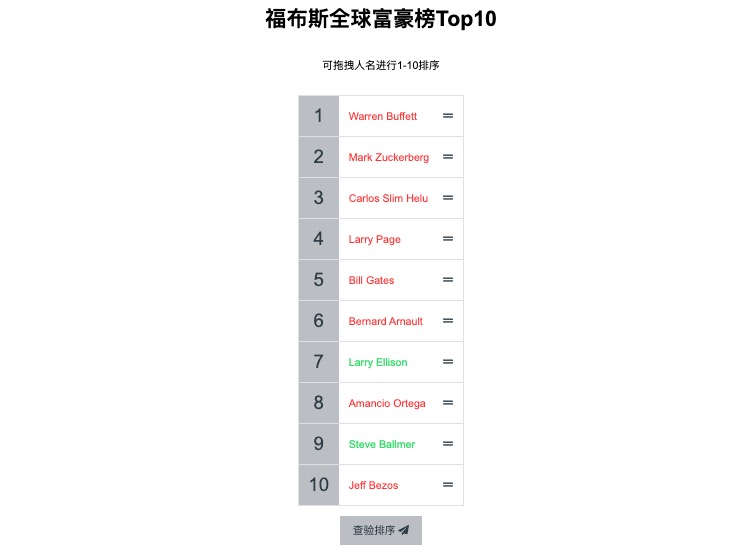 福布斯全球富豪榜Top10
可拖拽人名进行1-10排序
1 Warren Buffett
2 Mark Zuckerberg
3 Carlos Slim Helu
4 Larry Page
5 Bill Gates
6 Bernard Arnault
7 Larry Ellison
8 Amancio Ortega
9 Steve Ballmer
10 Jeff Bezos
查验排序